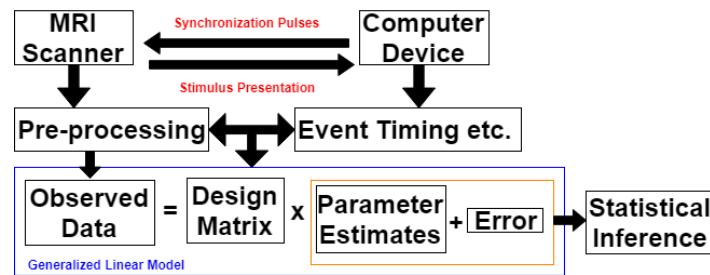 MRI
Scanner
Synchronization Pulses
Computer
Device
Stimulus Presentation
Pre-processing
Event Timing etc.
Observed
Data
=
Design
Matrix
x
Parameter
Estimates
+
Error
Statistical
Inference
Generalized Linear Model